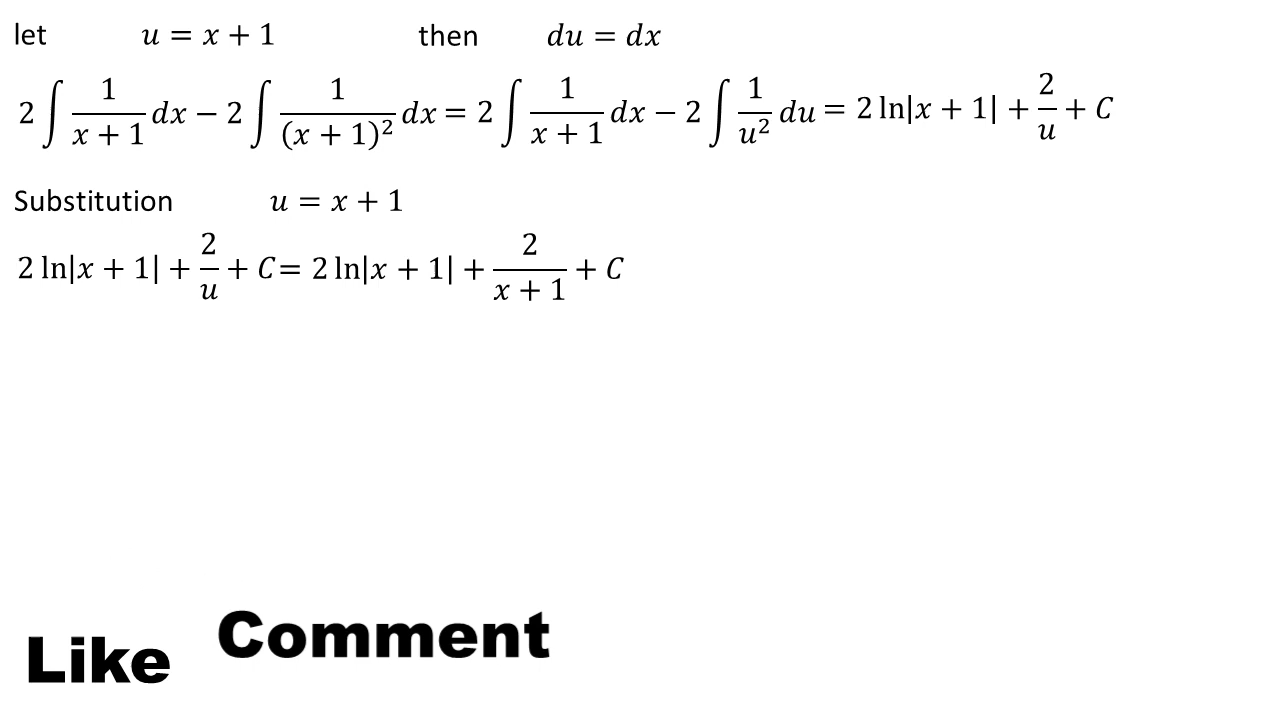 let u = x + 1 then du = dx
2 ∫ 1/(x + 1) dx − 2 ∫ 1/(x + 1)² dx = 2 ∫ 1/(x + 1) dx − 2 ∫ 1/u² du = 2 ln|x + 1| + 2/u + C
Substitution u = x + 1
2 ln|x + 1| + 2/u + C = 2 ln|x + 1| + 2/(x + 1) + C
Like Comment